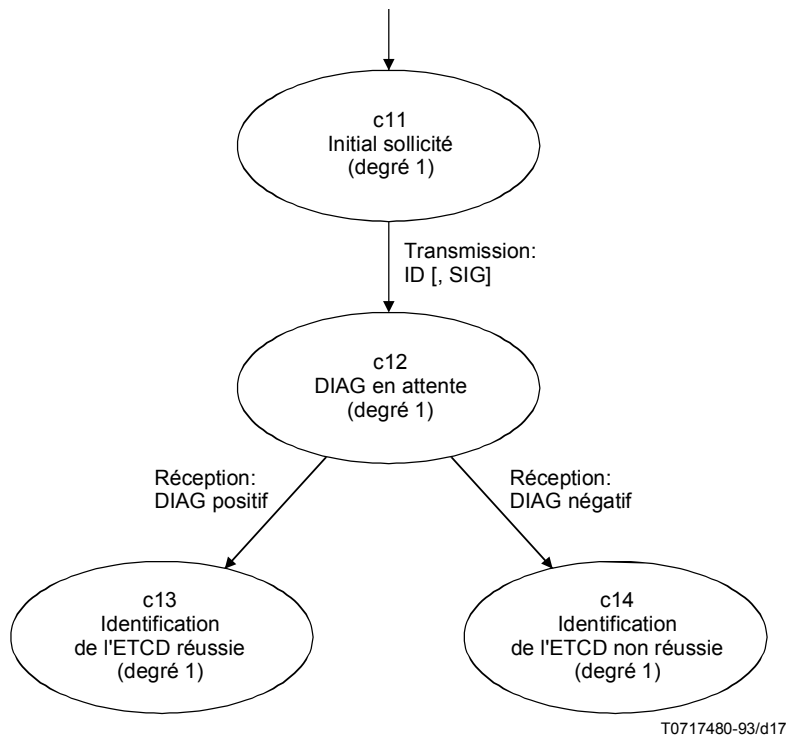 c11
Initial sollicité
(degré 1)
Transmission:
ID [, SIG]
c12
DIAG en attente
(degré 1)
Réception:
DIAG positif
Réception:
DIAG négatif
c13
Identification
de l'ETCD réussie
(degré 1)
c14
Identification
de l'ETCD non réussie
(degré 1)
T0717480-93/d17